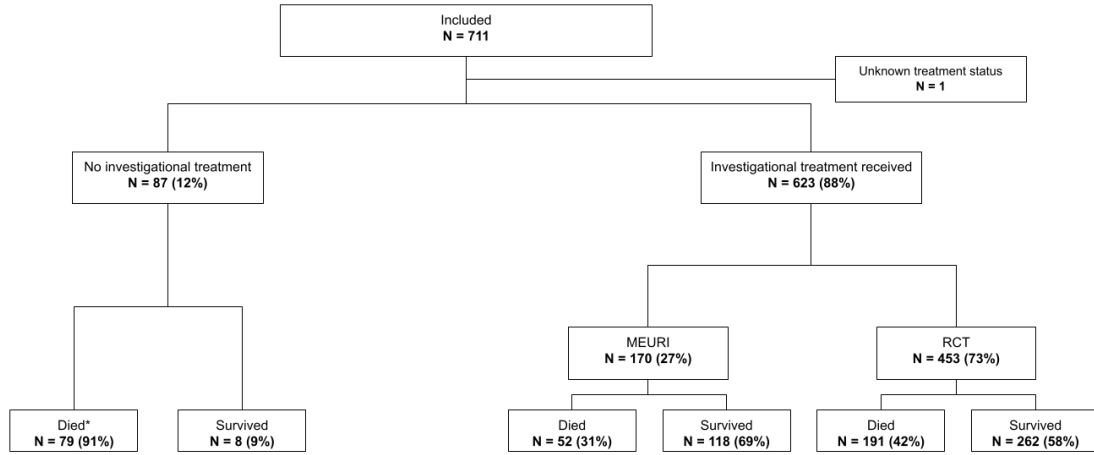 Included
N = 711
Unknown treatment status
N = 1
No investigational treatment
N = 87 (12%)
Investigational treatment received
N = 623 (88%)
MEURI
N = 170 (27%)
RCT
N = 453 (73%)
Died*
N = 79 (91%)
Survived
N = 8 (9%)
Died
N = 52 (31%)
Survived
N = 118 (69%)
Died
N = 191 (42%)
Survived
N = 262 (58%)